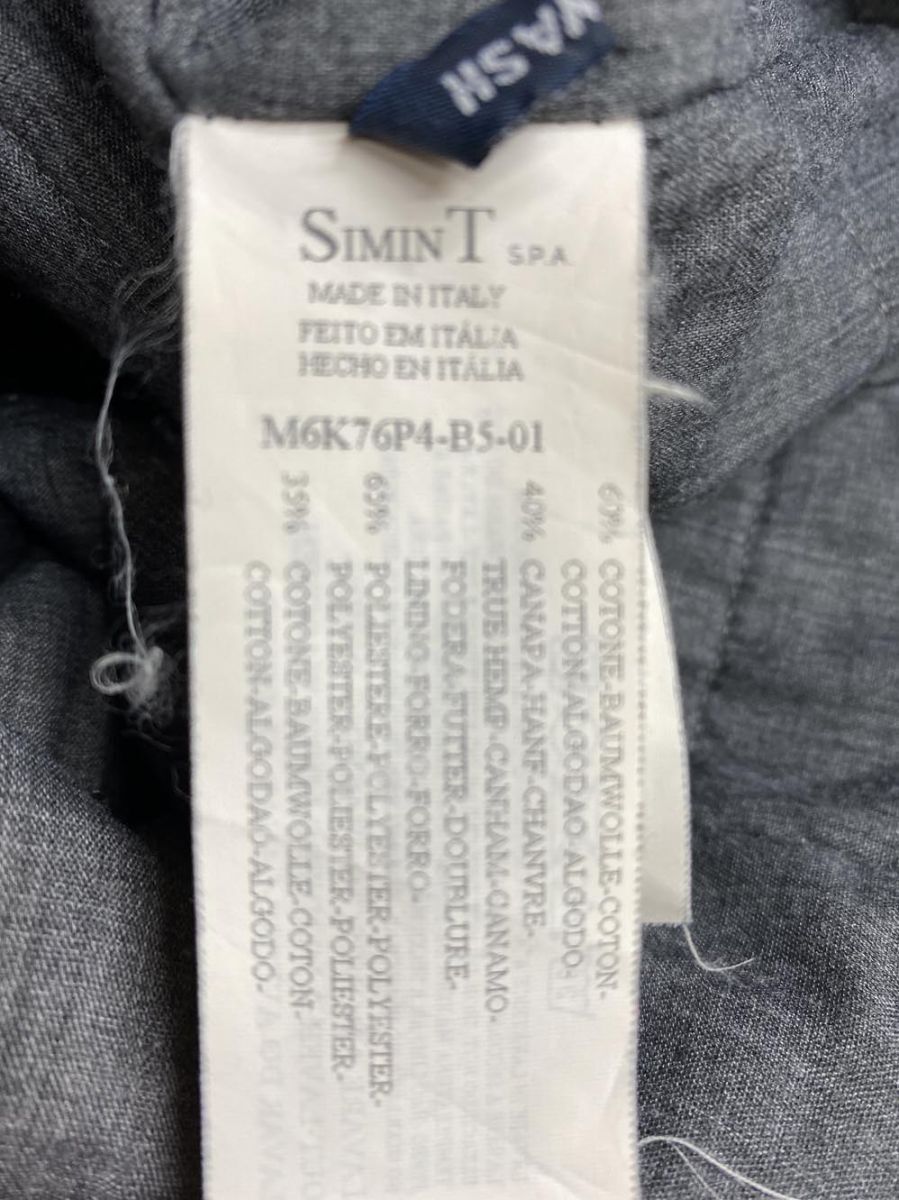 WASH
SIMINT S.P.A.
MADE IN ITALY
FEITO EM ITÁLIA
HECHO EN ITÁLIA
M6K76P4-B5-01
60% COTONE-BAUMWOLLE-COTON-
COTTON-ALGODAO ALGODO-
40% CANAPA-HANF-CHANVRE-
TRUE HEMP-CANHAM-CANAMO-
FODERA-FUTTER-DOUBLURE-
LINING-FORRO-FORRO-
65% POLIESTERE-POLYESTER-POLYESTER-
POLYESTER-POLIESTER-POLIESTER-
35% COTONE-BAUMWOLLE-COTON-
COTTON-ALGODAO-ALGODO-